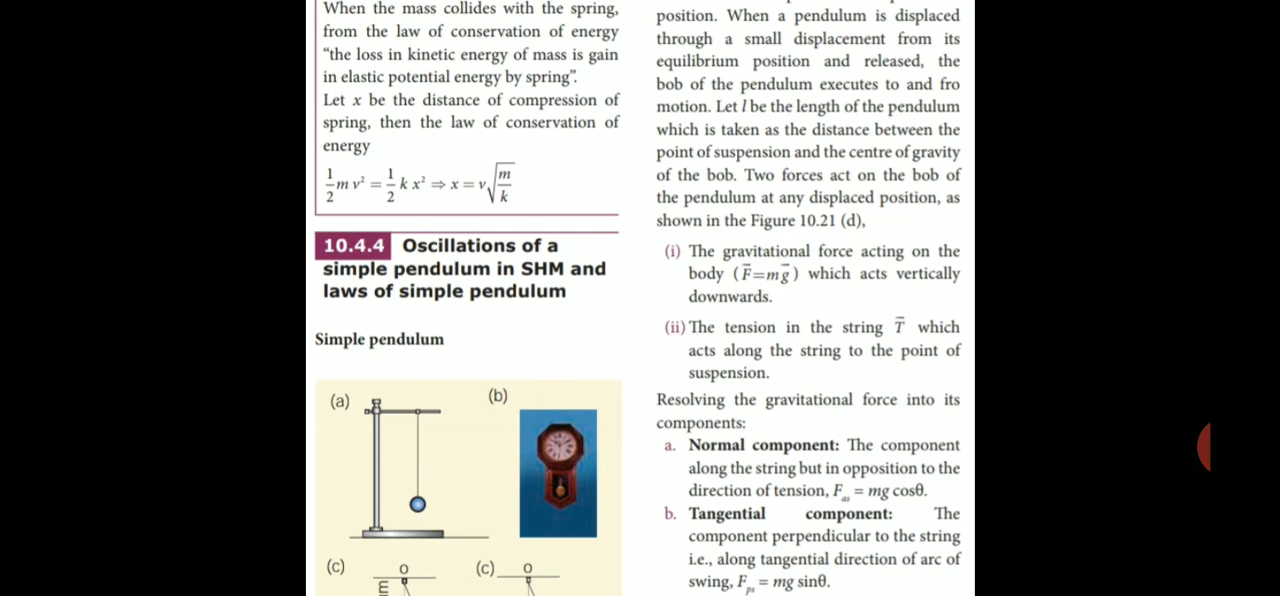 When the mass collides with the spring,
from the law of conservation of energy
“the loss in kinetic energy of mass is gain
in elastic potential energy by spring”.
Let x be the distance of compression of
spring, then the law of conservation of
energy
1/2 m v² = 1/2 k x² ⇒ x = v√(m/k)
10.4.4 Oscillations of a
simple pendulum in SHM and
laws of simple pendulum
Simple pendulum
(a)
(b)
(c)
O
(c)
O
position. When a pendulum is displaced
through a small displacement from its
equilibrium position and released, the
bob of the pendulum executes to and fro
motion. Let l be the length of the pendulum
which is taken as the distance between the
point of suspension and the centre of gravity
of the bob. Two forces act on the bob of
the pendulum at any displaced position, as
shown in the Figure 10.21 (d),
(i) The gravitational force acting on the
body (F⃗=mg⃗) which acts vertically
downwards.
(ii) The tension in the string T⃗ which
acts along the string to the point of
suspension.
Resolving the gravitational force into its
components:
a. Normal component: The component
along the string but in opposition to the
direction of tension, F_as = mg cosθ.
b. Tangential component: The
component perpendicular to the string
i.e., along tangential direction of arc of
swing, F_ps = mg sinθ.